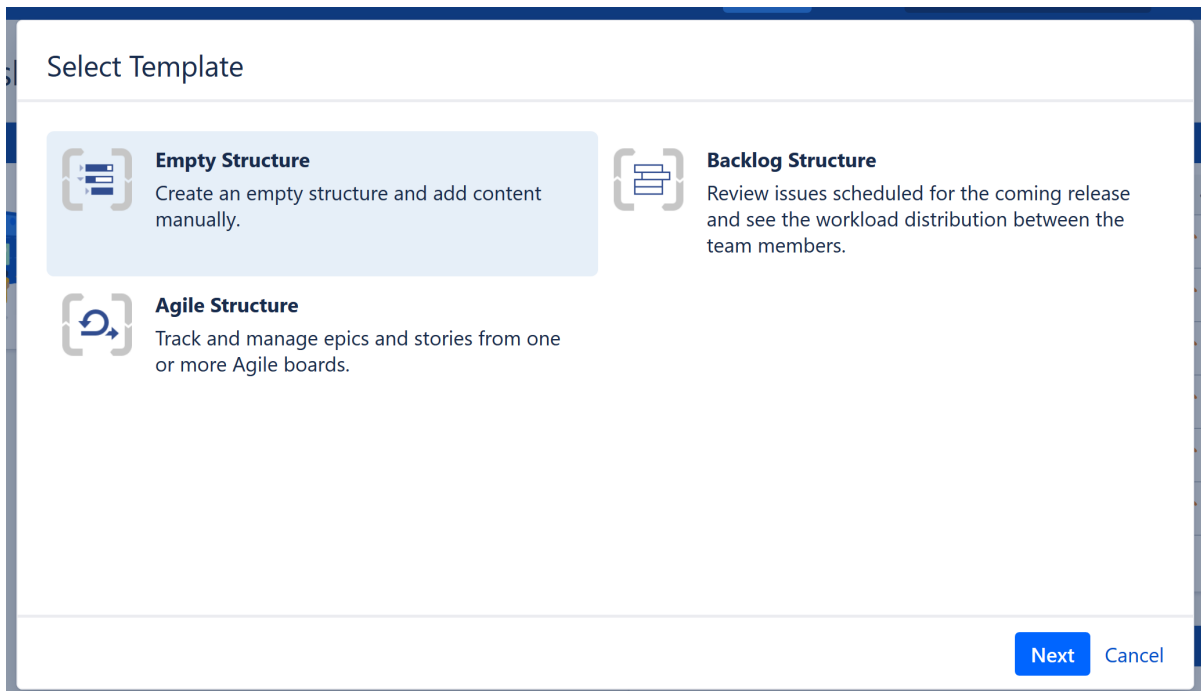 Select Template
Empty Structure
Create an empty structure and add content
manually.
Backlog Structure
Review issues scheduled for the coming release
and see the workload distribution between the
team members.
Agile Structure
Track and manage epics and stories from one
or more Agile boards.
Next
Cancel